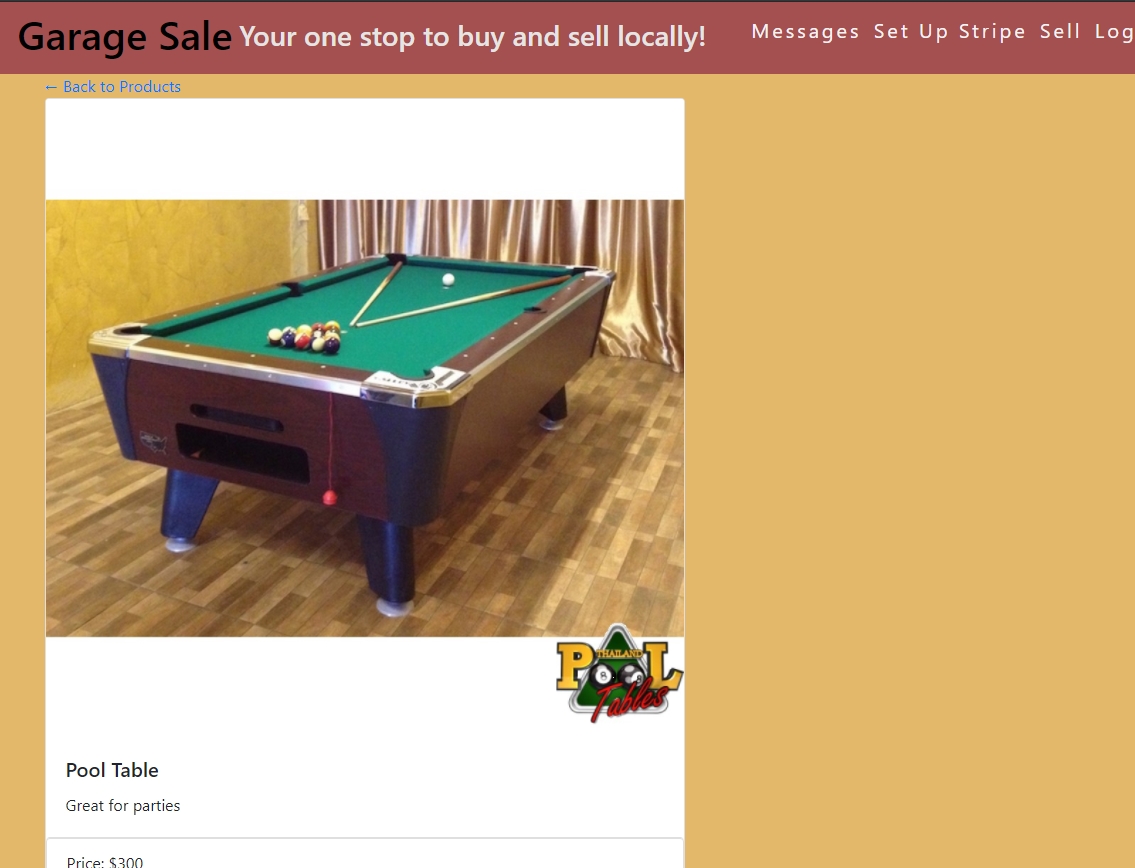 Garage Sale Your one stop to buy and sell locally! Messages Set Up Stripe Sell Log
← Back to Products
THAILAND
POOL
Tables
Pool Table
Great for parties
Price: $300